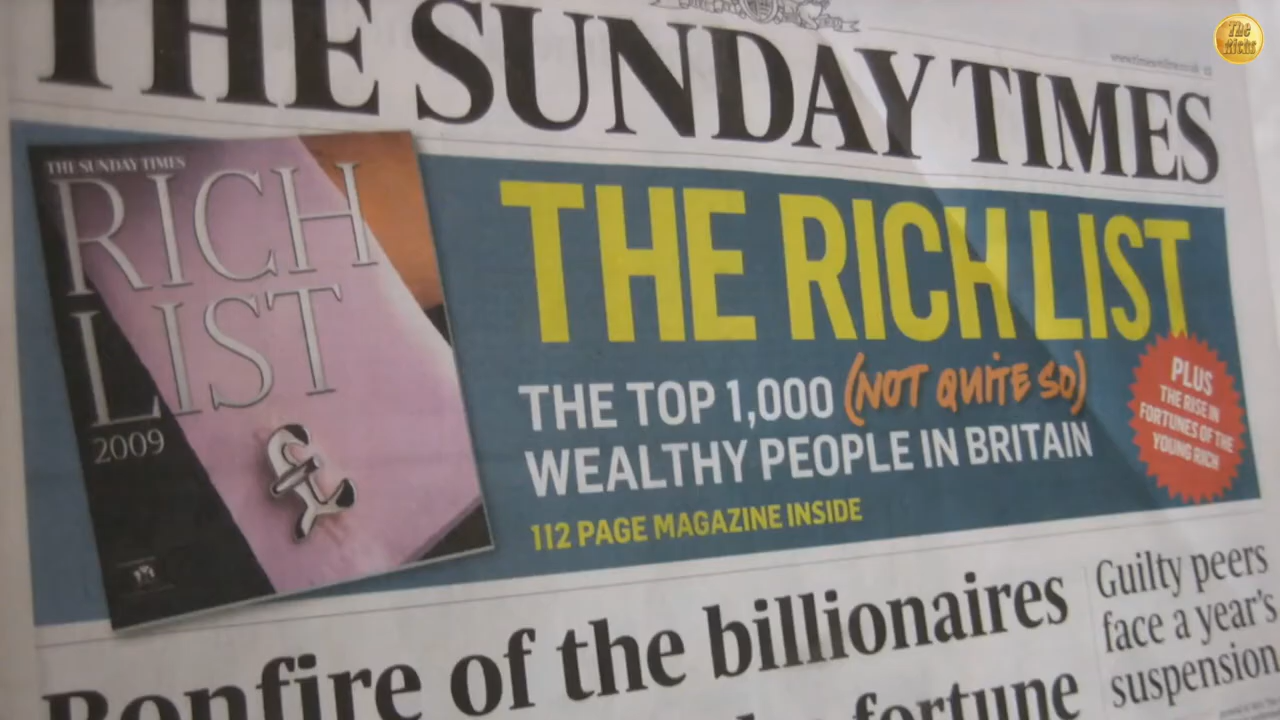 THE SUNDAY TIMES
The Richs
THE SUNDAY TIMES
RICH
LIST
2009
THE RICH LIST
THE TOP 1,000 (NOT QUITE SO)
WEALTHY PEOPLE IN BRITAIN
112 PAGE MAGAZINE INSIDE
PLUS
THE RISE IN
FORTUNES OF THE
YOUNG RICH
Bonfire of the billionaires
fortune
Guilty peers
face a year's
suspension